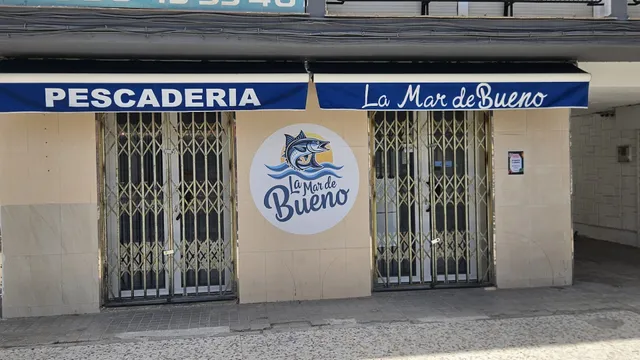 PESCADERIA
La Mar de Bueno
La
Mar de
Bueno